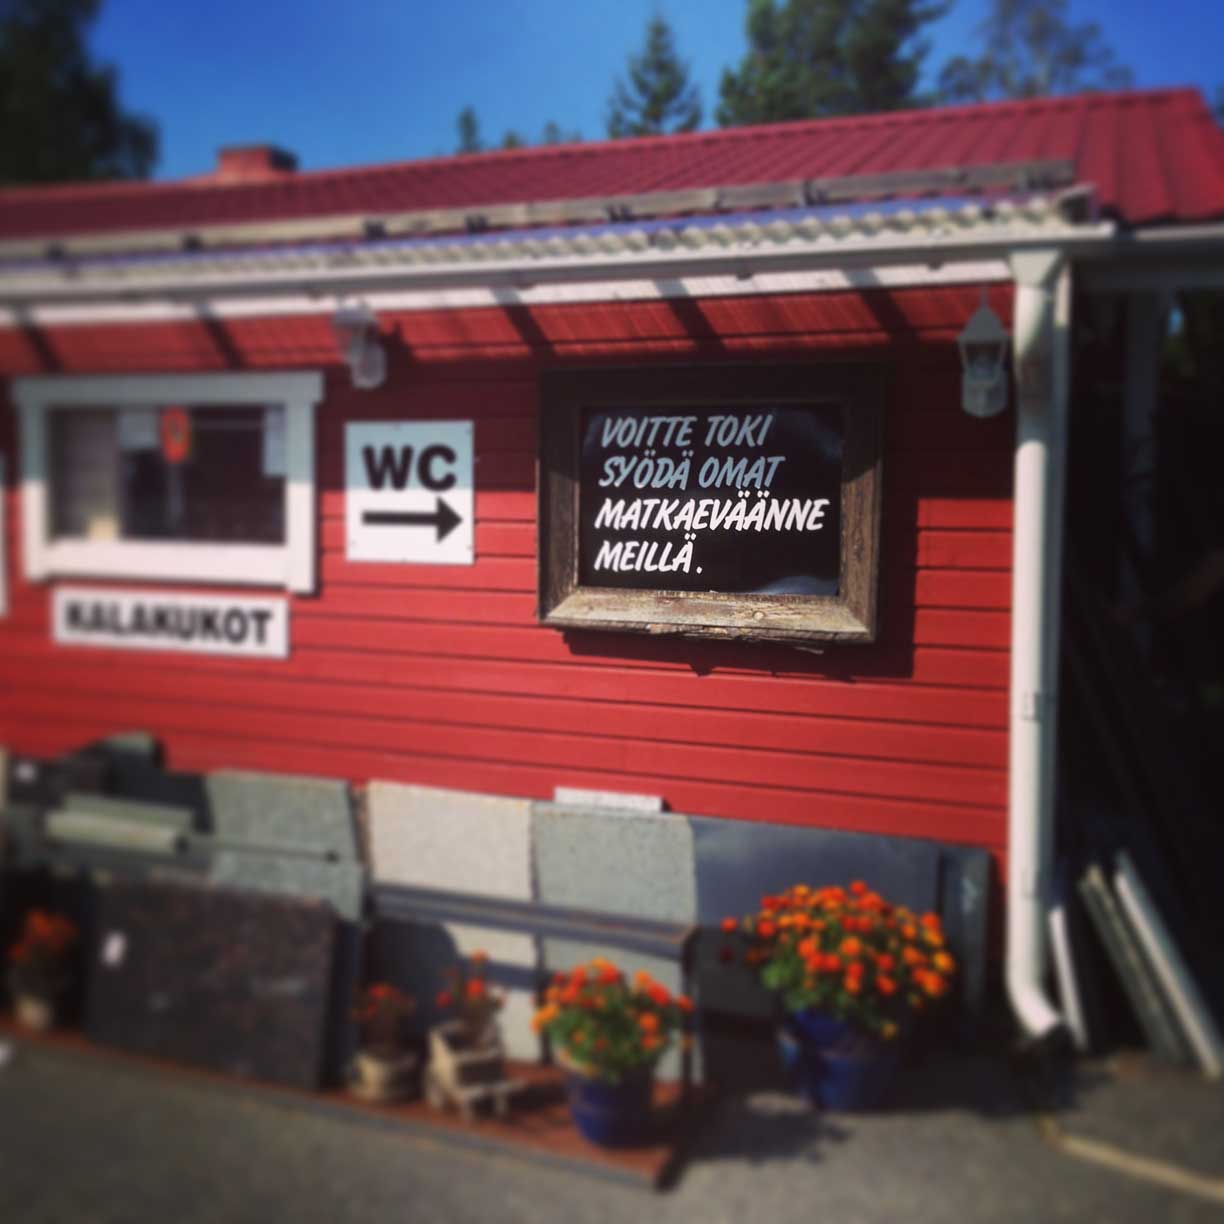 VOITTE TOKI
SYÖDÄ OMAT
MATKAEVÄÄNNE
MEILLÄ.
WC
KALAKUKOT